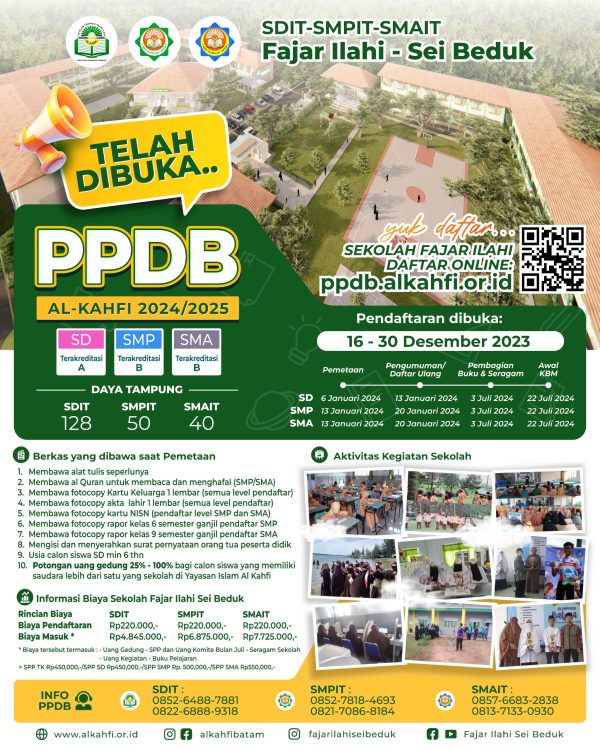 SDIT-SMPIT-SMAIT
Fajar Ilahi - Sei Beduk
TELAH
DIBUKA..
PPDB
AL-KAHFI 2024/2025
SD
Terakreditasi
A
SMP
Terakreditasi
B
SMA
Terakreditasi
B
DAYA TAMPUNG
SDIT SMPIT SMAIT
128 50 40
yuk daftar...
SEKOLAH FAJAR ILAHI
DAFTAR ONLINE:
ppdb.alkahfi.or.id
Pendaftaran dibuka:
16 - 30 Desember 2023
Pemetaan Pengumuman/ Pembagian Awal
Daftar Ulang Buku & Seragam KBM
SD 6 Januari 2024 13 Januari 2024 3 Juli 2024 22 Juli 2024
SMP 13 Januari 2024 20 Januari 2024 3 Juli 2024 22 Juli 2024
SMA 13 Januari 2024 20 Januari 2024 3 Juli 2024 22 Juli 2024
Berkas yang dibawa saat Pemetaan
1. Membawa alat tulis seperlunya
2. Membawa al Quran untuk membaca dan menghafal (SMP/SMA)
3. Membawa fotocopy Kartu Keluarga 1 lembar (semua level pendaftar)
4. Membawa fotocopy akta lahir 1 lembar (semua level pendaftar)
5. Membawa fotocopy kartu NISN (pendaftar level SMP dan SMA)
6. Membawa fotocopy rapor kelas 6 semester ganjil pendaftar SMP
7. Membawa fotocopy rapor kelas 9 semester ganjil pendaftar SMA
8. Mengisi dan menyerahkan surat pernyataan orang tua peserta didik
9. Usia calon siswa SD min 6 thn
10. Potongan uang gedung 25% - 100% bagi calon siswa yang memiliki
saudara lebih dari satu yang sekolah di Yayasan Islam Al Kahfi
Informasi Biaya Sekolah Fajar Ilahi Sei Beduk
Rincian Biaya SDIT SMPIT SMAIT
Biaya Pendaftaran Rp220.000,- Rp220.000,- Rp220.000,-
Biaya Masuk * Rp4.845.000,- Rp6.875.000,- Rp7.725.000,-
* Biaya tersebut termasuk : - Uang Gedung - SPP dan Uang Komite Bulan Juli - Seragam Sekolah
- Uang Kegiatan - Buku Pelajaran
> SPP TK Rp450,000,-/SPP SD Rp450,000,-/SPP SMP Rp. 500,000,-/SPP SMA Rp550,000,-
Aktivitas Kegiatan Sekolah
INFO
PPDB
SDIT :
0852-6488-7881
0822-6888-9318
SMPIT :
0852-7818-4693
0821-7086-8184
SMAIT :
0857-6683-2838
0813-7133-0930
www.alkahfi.or.id alkahfibatam fajarilahiseibeduk Fajar Ilahi Sei Beduk